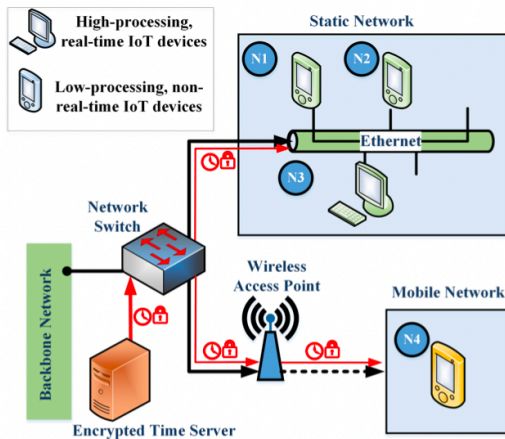 High-processing,
real-time IoT devices
Low-processing, non-
real-time IoT devices
Static Network
N1
N2
Ethernet
N3
Network
Switch
Wireless
Access Point
Backbone Network
Mobile Network
N4
Encrypted Time Server